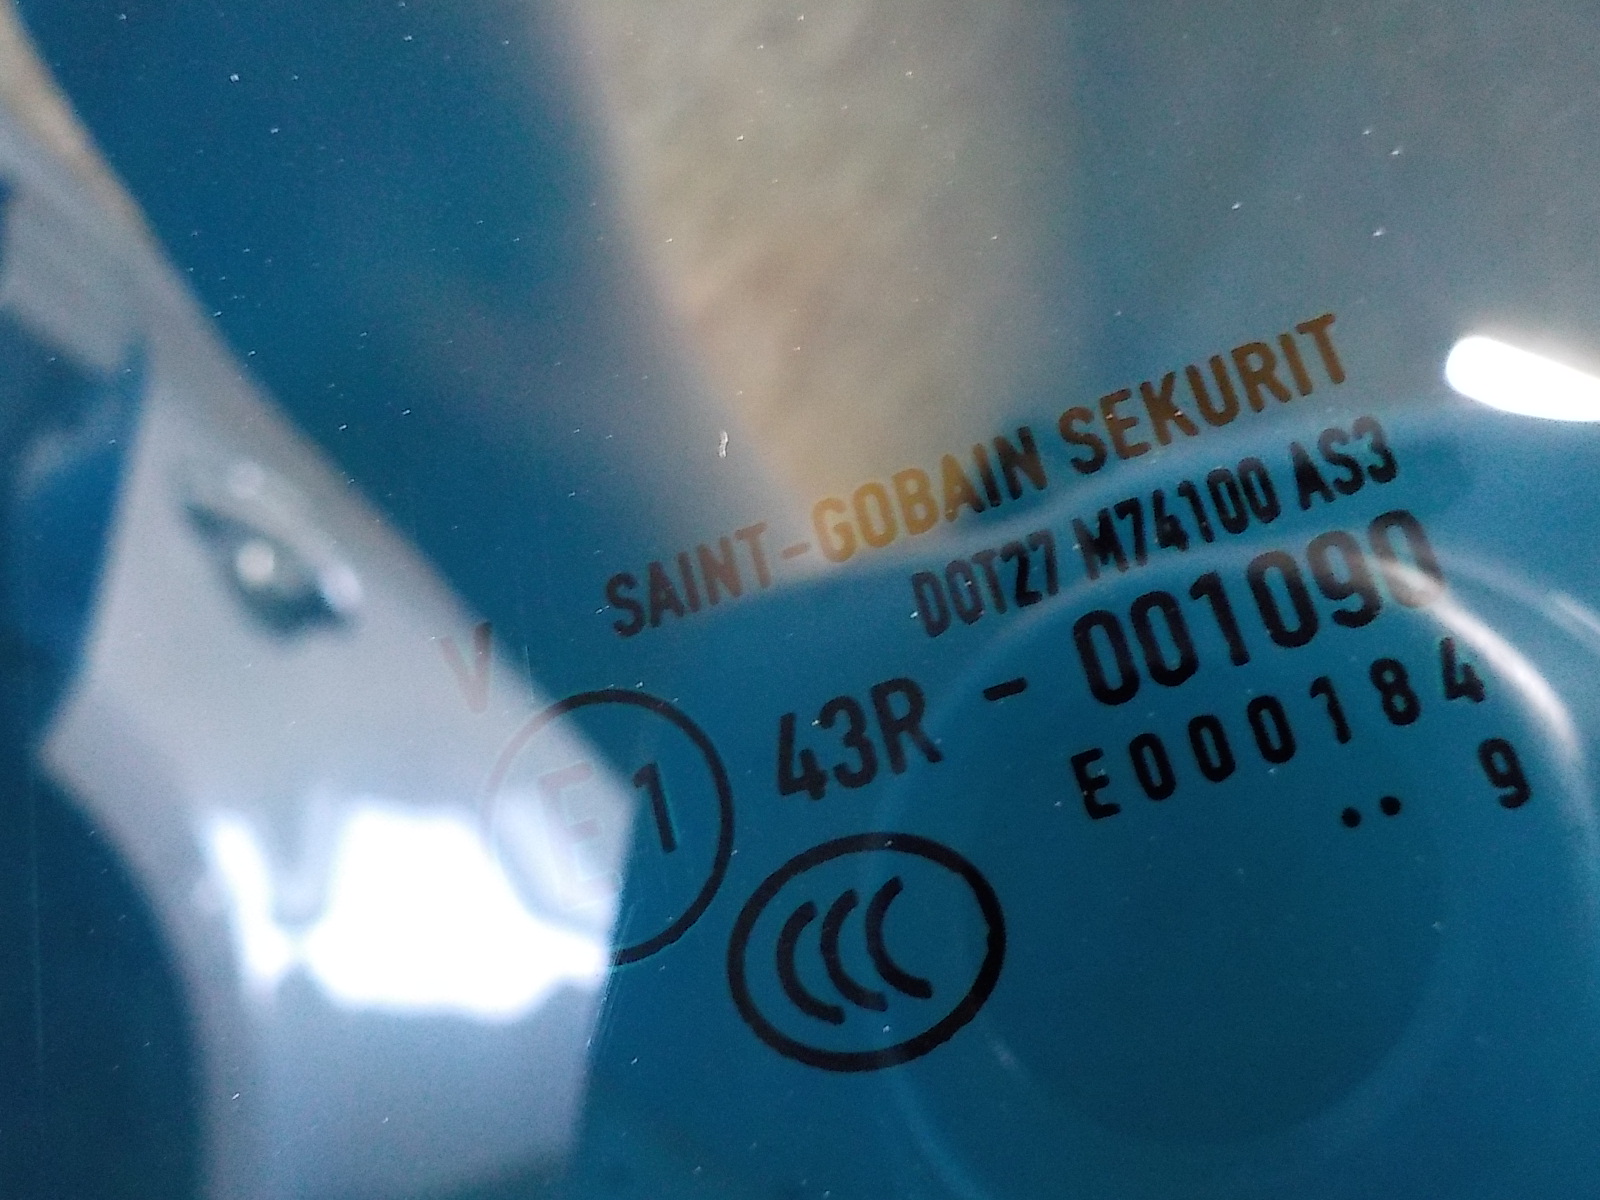 SAINT-GOBAIN SEKURIT
DOT27 M74100 AS3
V
E1 43R - 001090
E000184
CCC .. 9